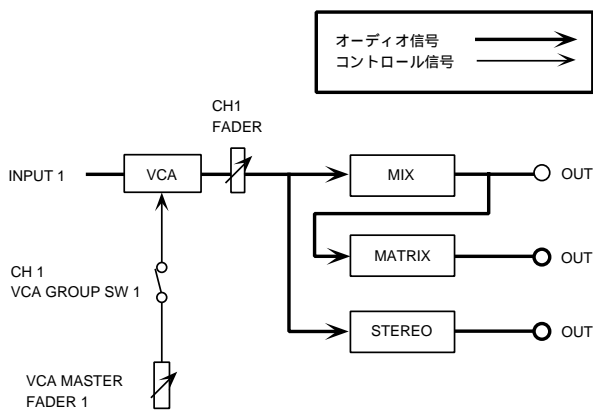 オーディオ信号
コントロール信号
CH1
FADER
INPUT 1
VCA
MIX
OUT
MATRIX
OUT
CH 1
VCA GROUP SW 1
STEREO
OUT
VCA MASTER
FADER 1